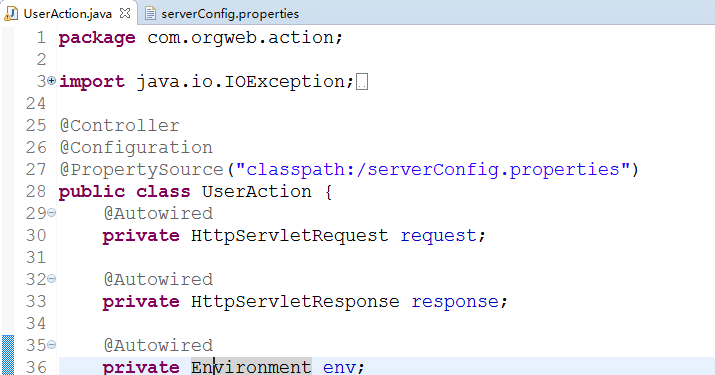 UserAction.java serverConfig.properties
1 package com.orgweb.action;
2
3 import java.io.IOException;
24
25 @Controller
26 @Configuration
27 @PropertySource("classpath:/serverConfig.properties")
28 public class UserAction {
29 @Autowired
30 private HttpServletRequest request;
31
32 @Autowired
33 private HttpServletResponse response;
34
35 @Autowired
36 private Environment env;